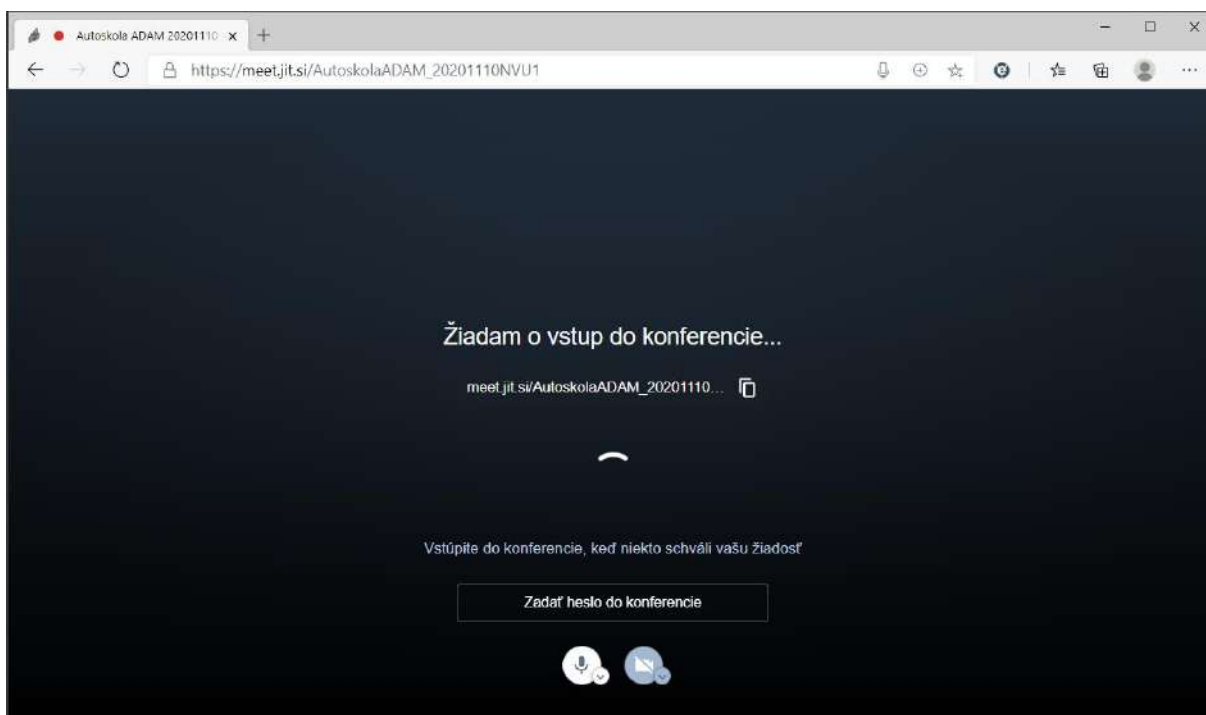 Autoskola ADAM 20201110
https://meet.jit.si/AutoskolaADAM_20201110NVU1
Žiadam o vstup do konferencie...
meet.jit.si/AutoskolaADAM_20201110...
Vstúpite do konferencie, keď niekto schváli vašu žiadosť
Zadať heslo do konferencie